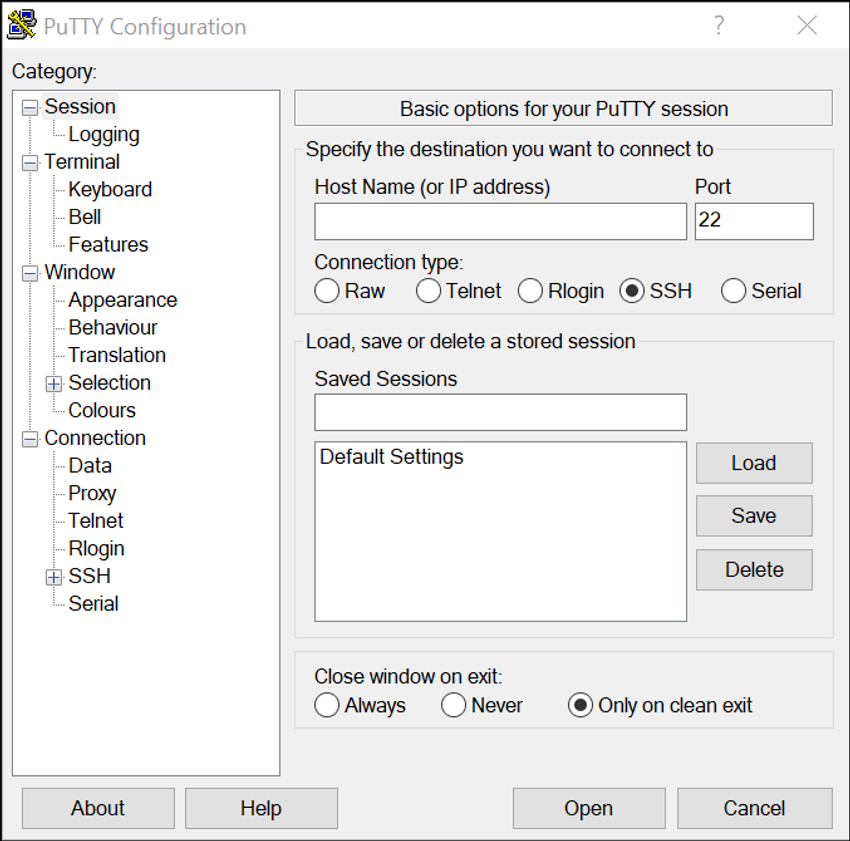 PuTTY Configuration ?
Category:
Session
Logging
Terminal
Keyboard
Bell
Features
Window
Appearance
Behaviour
Translation
Selection
Colours
Connection
Data
Proxy
Telnet
Rlogin
SSH
Serial
Basic options for your PuTTY session
Specify the destination you want to connect to
Host Name (or IP address) Port
22
Connection type:
Raw Telnet Rlogin SSH Serial
Load, save or delete a stored session
Saved Sessions
Default Settings
Load
Save
Delete
Close window on exit:
Always Never Only on clean exit
About Help Open Cancel